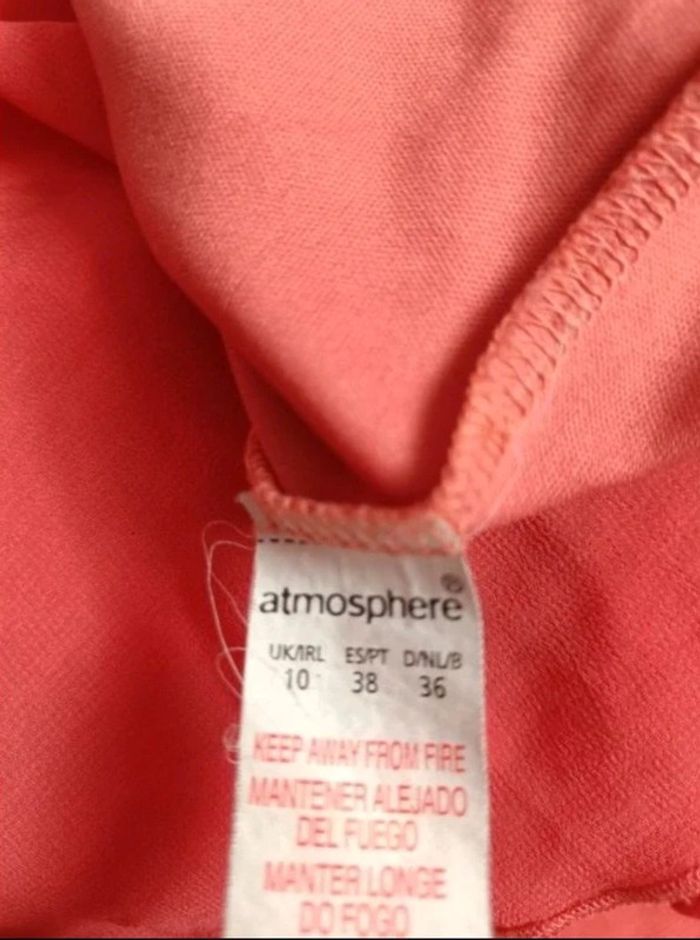 atmosphere®
UK/IRL ES/PT D/NL/B
10 38 36
KEEP AWAY FROM FIRE
MANTENER ALEJADO
DEL FUEGO
MANTER LONGE
DO FOGO